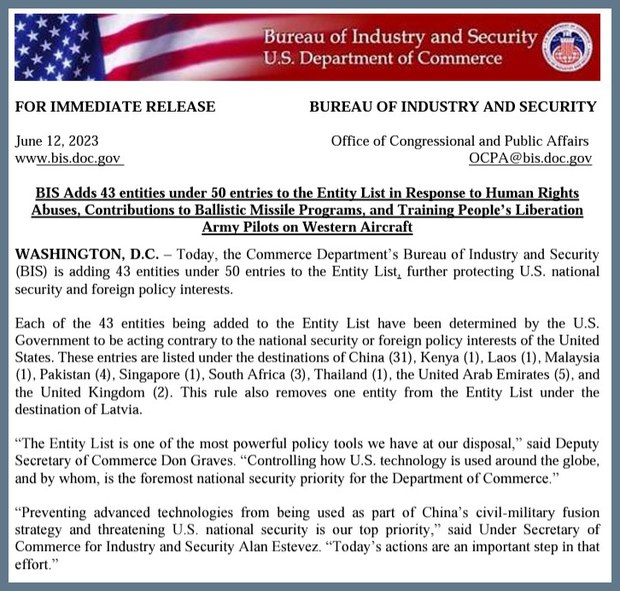 Bureau of Industry and Security
U.S. Department of Commerce
FOR IMMEDIATE RELEASE BUREAU OF INDUSTRY AND SECURITY
June 12, 2023 Office of Congressional and Public Affairs
www.bis.doc.gov OCPA@bis.doc.gov
BIS Adds 43 entities under 50 entries to the Entity List in Response to Human Rights
Abuses, Contributions to Ballistic Missile Programs, and Training People’s Liberation
Army Pilots on Western Aircraft
WASHINGTON, D.C. – Today, the Commerce Department’s Bureau of Industry and Security
(BIS) is adding 43 entities under 50 entries to the Entity List, further protecting U.S. national
security and foreign policy interests.
Each of the 43 entities being added to the Entity List have been determined by the U.S.
Government to be acting contrary to the national security or foreign policy interests of the United
States. These entries are listed under the destinations of China (31), Kenya (1), Laos (1), Malaysia
(1), Pakistan (4), Singapore (1), South Africa (3), Thailand (1), the United Arab Emirates (5), and
the United Kingdom (2). This rule also removes one entity from the Entity List under the
destination of Latvia.
“The Entity List is one of the most powerful policy tools we have at our disposal,” said Deputy
Secretary of Commerce Don Graves. “Controlling how U.S. technology is used around the globe,
and by whom, is the foremost national security priority for the Department of Commerce.”
“Preventing advanced technologies from being used as part of China’s civil-military fusion
strategy and threatening U.S. national security is our top priority,” said Under Secretary of
Commerce for Industry and Security Alan Estevez. “Today’s actions are an important step in that
effort.”